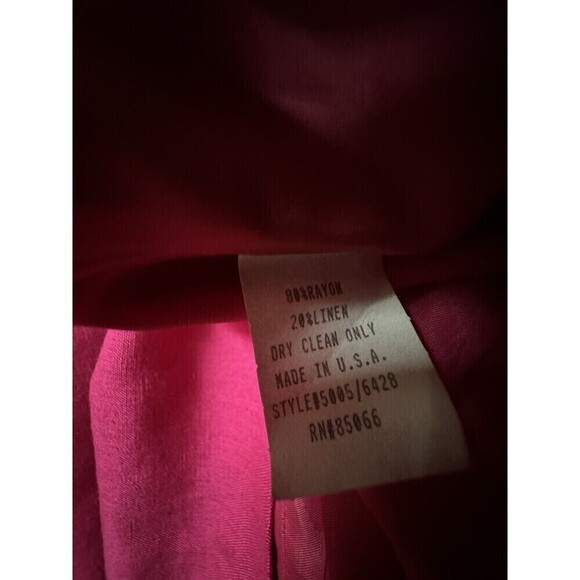 80%RAYON
20%LINEN
DRY CLEAN ONLY
MADE IN U.S.A.
STYLE#5005/6428
RN#85066